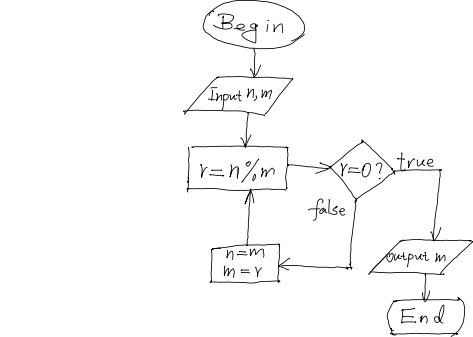 Begin
Input n, m
r=n%m
r=0?
true
false
n=m
m=r
output m
End